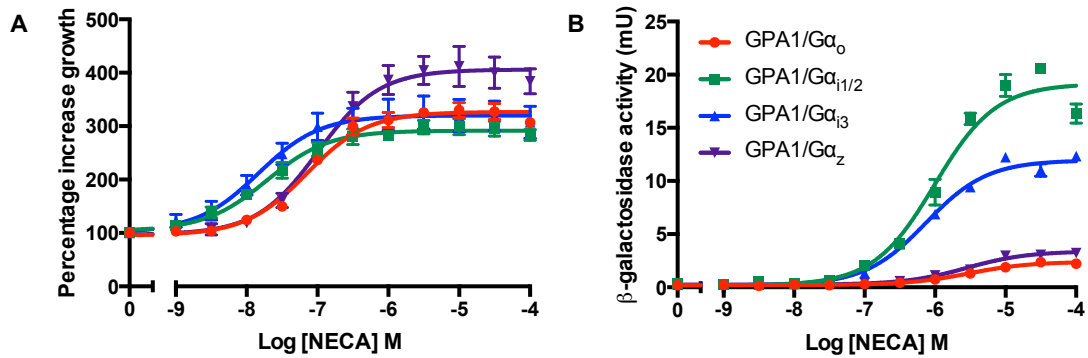 A
Percentage increase growth
500
400
300
200
100
0
0
-9
-8
-7
-6
-5
-4
Log [NECA] M
B
β-galactosidase activity (mU)
25
20
15
10
5
0
0
-9
-8
-7
-6
-5
-4
Log [NECA] M
GPA1/Gαo
GPA1/Gαi1/2
GPA1/Gαi3
GPA1/Gαz